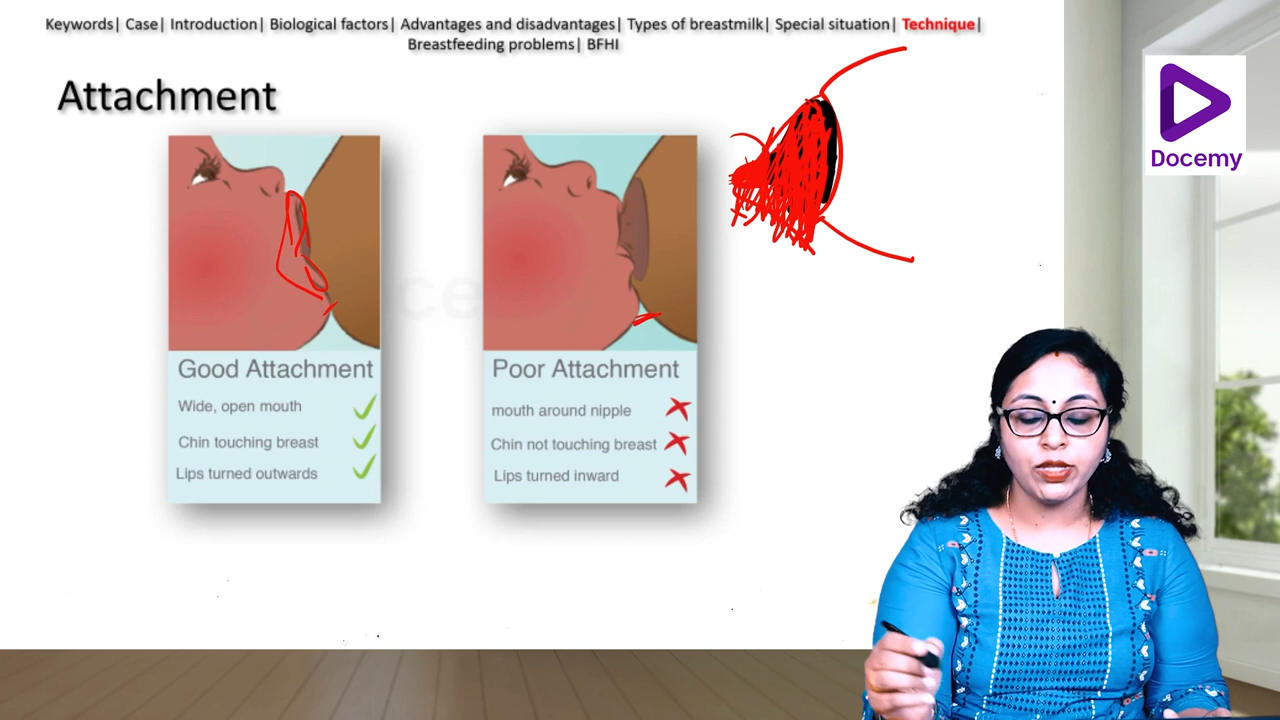 Keywords| Case| Introduction| Biological factors| Advantages and disadvantages| Types of breastmilk| Special situation| Technique|
Breastfeeding problems| BFHI
Attachment
Docemy
Good Attachment
Wide, open mouth
Chin touching breast
Lips turned outwards
Poor Attachment
mouth around nipple
Chin not touching breast
Lips turned inward